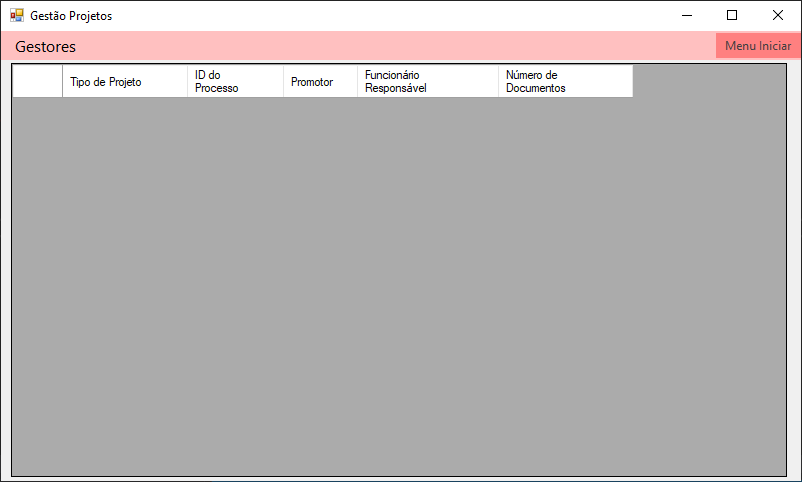 Gestão Projetos
Gestores
Menu Iniciar
Tipo de Projeto
ID do
Processo
Promotor
Funcionário
Responsável
Número de
Documentos